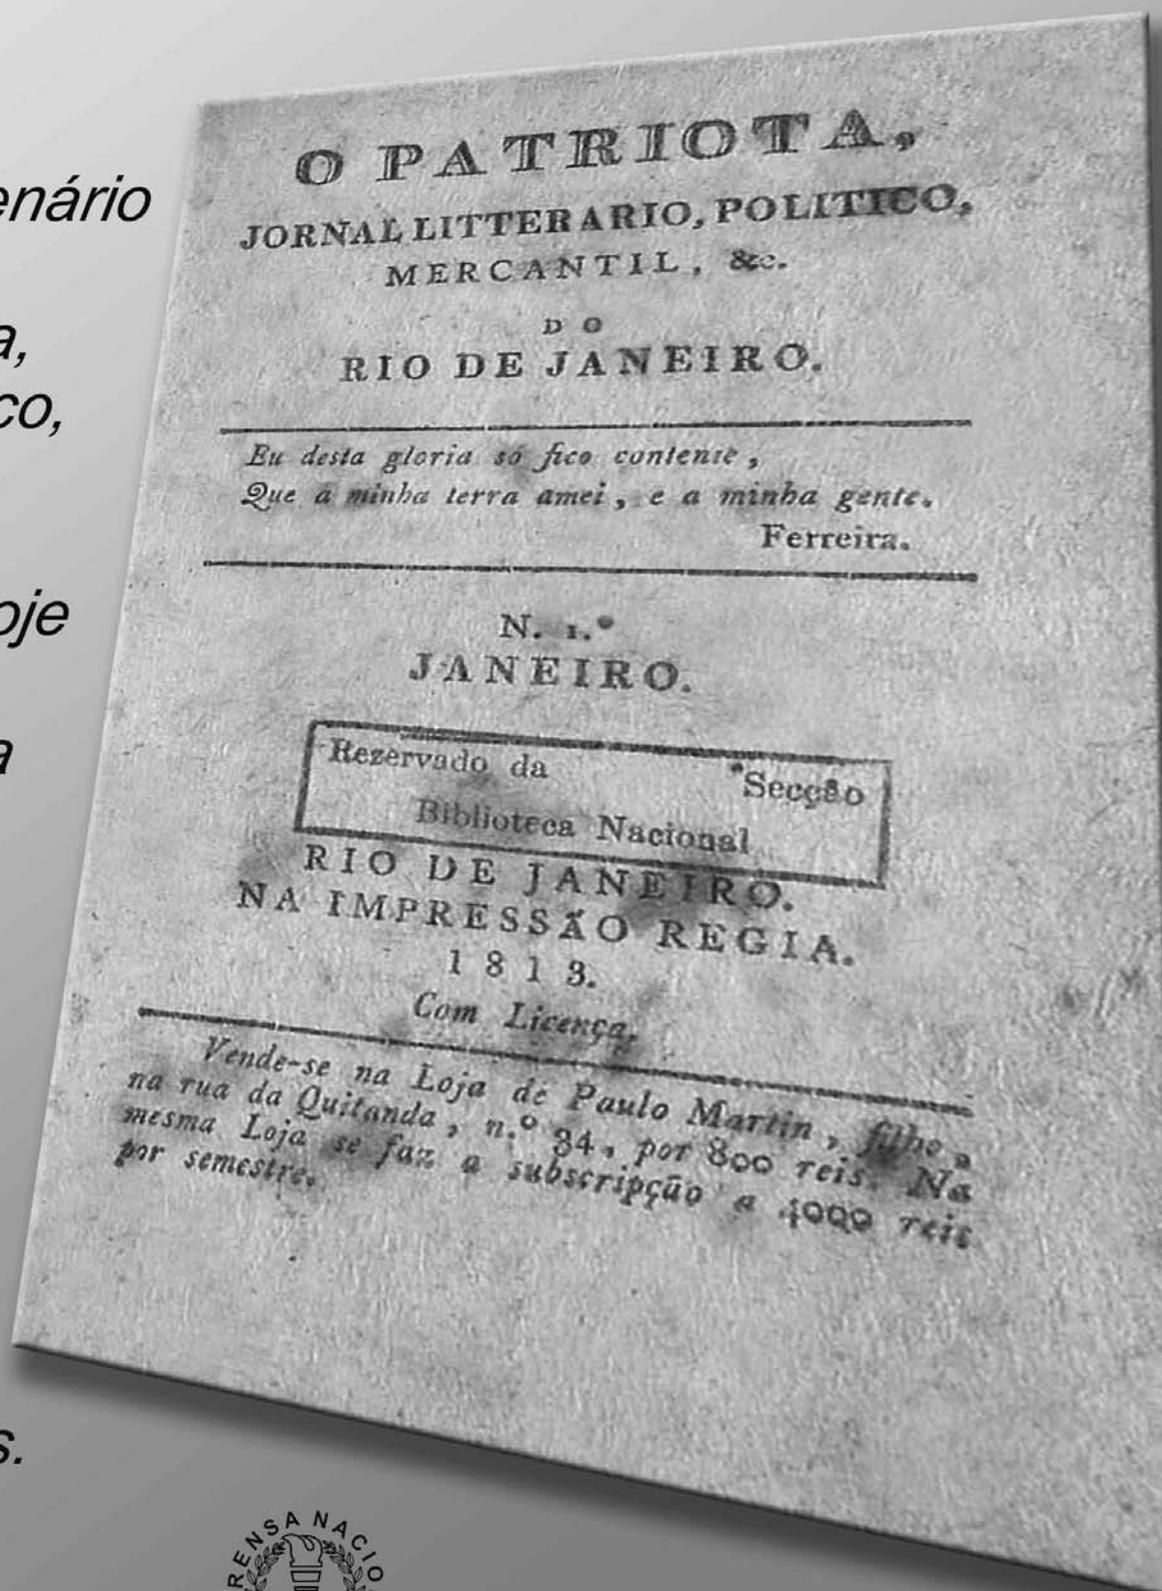 enário
a,
co,
oje
a
s.
O PATRIOTA,
JORNAL LITTERARIO, POLITICO,
MERCANTIL, &c.
DO
RIO DE JANEIRO.
Eu desta gloria só fico contente,
Que a minha terra amei, e a minha gente.
Ferreira.
N. 1.º
JANEIRO.
Rezervado da Secção
Biblioteca Nacional
RIO DE JANEIRO.
NA IMPRESSÃO REGIA.
1813.
Com Licença.
Vende-se na Loja de Paulo Martin, filho,
na rua da Quitanda, n.º 34, por 800 reis. Na
mesma Loja se faz a subscripção a 4000 reis
por semestre.
RENSA NACIO